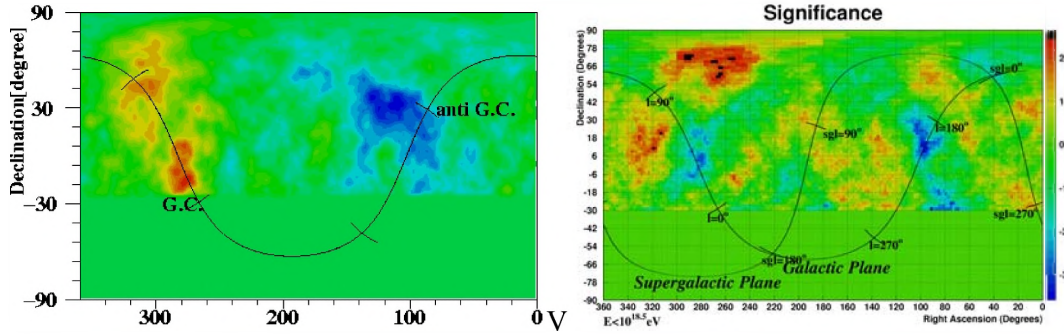 90
30
−30
−90
Declination[degree]
anti G.C.
G.C.
300
200
100
0
V
Significance
Declination (Degrees)
90
78
66
54
42
30
18
6
-6
-18
-30
-42
-54
-66
-78
-90
l=90°
sgl=0°
l=180°
sgl=90°
l=0°
sgl=270°
l=270°
sgl=180°
Galactic Plane
Supergalactic Plane
360 340 320 300 280 260 240 220 200 180 160 140 120 100 80 60 40 20 0
E<10^18.5eV
Right Ascension (Degrees)